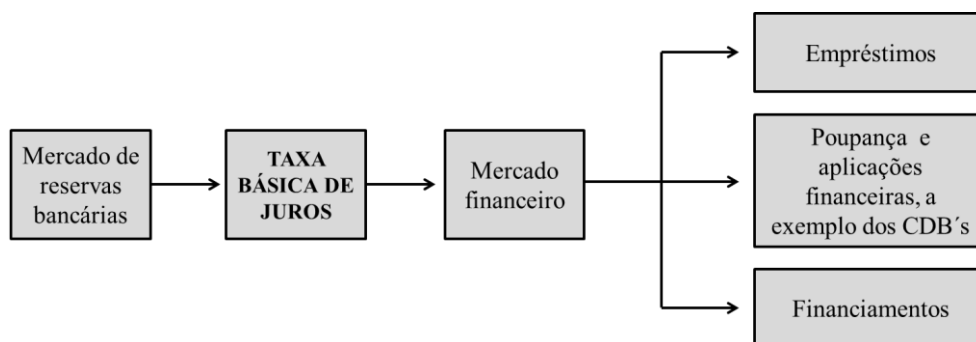 Mercado de
reservas
bancárias
TAXA
BÁSICA DE
JUROS
Mercado
financeiro
Empréstimos
Poupança e
aplicações
financeiras, a
exemplo dos CDB´s
Financiamentos